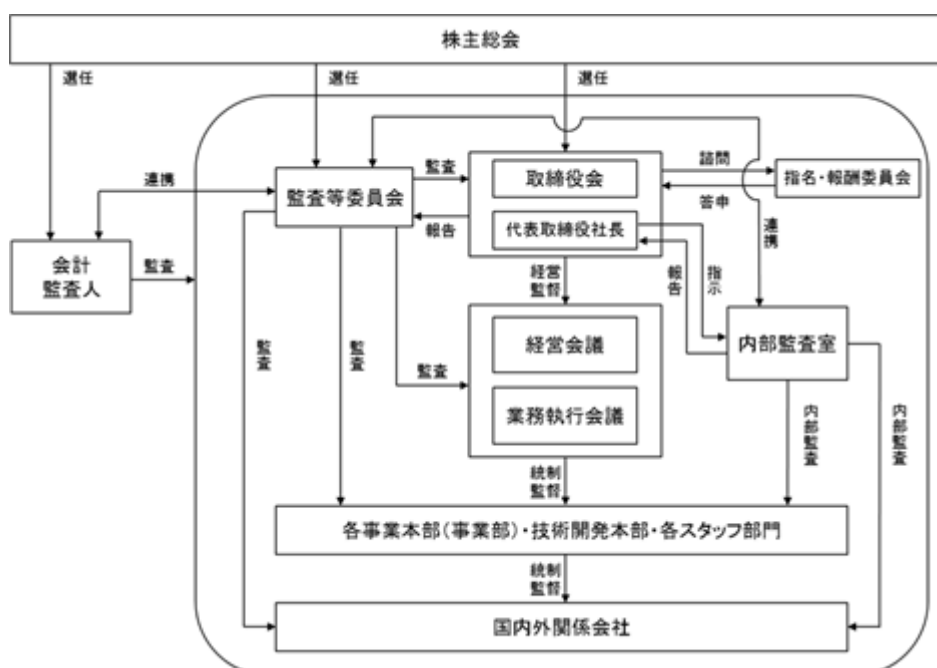 株主総会
選任
選任
選任
監査
諮問
取締役会
指名・報酬委員会
連携
監査等委員会
答申
報告
代表取締役社長
連携
会計
監査人
監査
経営
監督
報告
指示
経営会議
内部監査室
監査
監査
監査
業務執行会議
内部監査
内部監査
統制
監督
各事業本部(事業部)・技術開発本部・各スタッフ部門
統制
監督
国内外関係会社